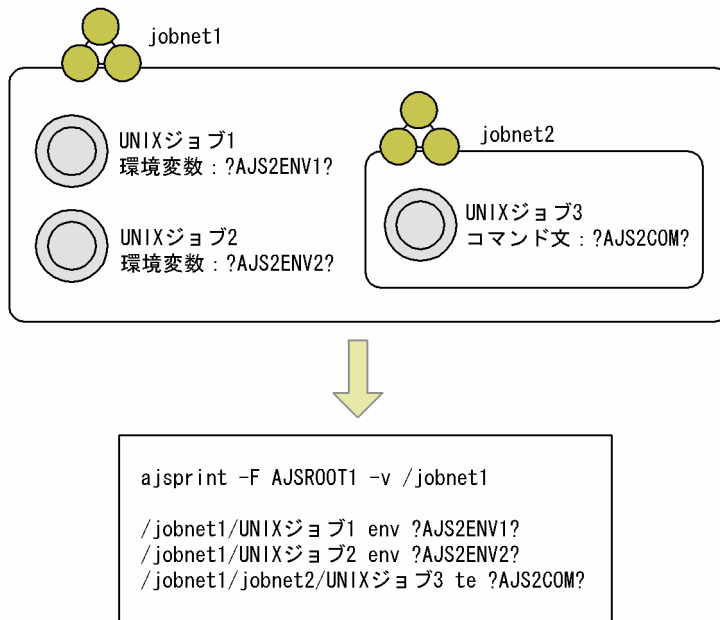 jobnet1
UNIXジョブ1
環境変数：?AJS2ENV1?
UNIXジョブ2
環境変数：?AJS2ENV2?
jobnet2
UNIXジョブ3
コマンド文：?AJS2COM?
ajsprint -F AJSROOT1 -v /jobnet1
/jobnet1/UNIXジョブ1 env ?AJS2ENV1?
/jobnet1/UNIXジョブ2 env ?AJS2ENV2?
/jobnet1/jobnet2/UNIXジョブ3 te ?AJS2COM?